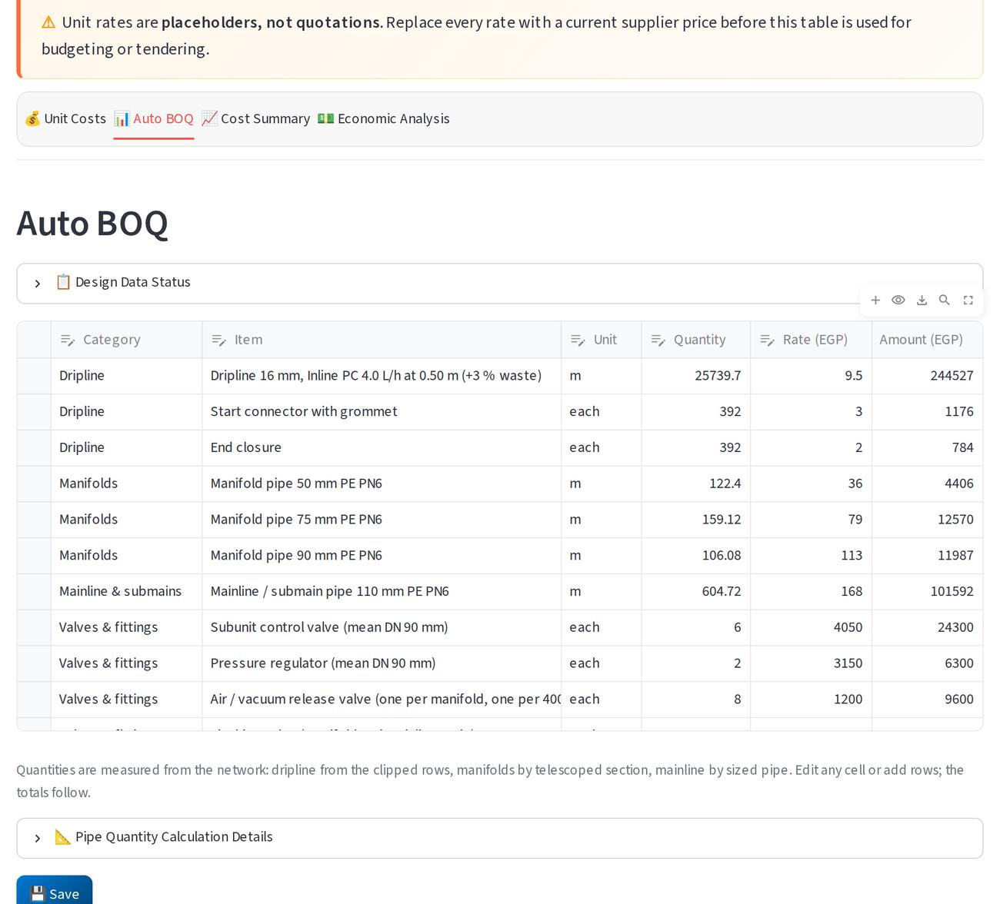 ⚠ Unit rates are placeholders, not quotations. Replace every rate with a current supplier price before this table is used for
budgeting or tendering.
💰 Unit Costs 📊 Auto BOQ 📈 Cost Summary 💵 Economic Analysis
Auto BOQ
📋 Design Data Status
Category Item Unit Quantity Rate (EGP) Amount (EGP)
Dripline Dripline 16 mm, Inline PC 4.0 L/h at 0.50 m (+3 % waste) m 25739.7 9.5 244527
Dripline Start connector with grommet each 392 3 1176
Dripline End closure each 392 2 784
Manifolds Manifold pipe 50 mm PE PN6 m 122.4 36 4406
Manifolds Manifold pipe 75 mm PE PN6 m 159.12 79 12570
Manifolds Manifold pipe 90 mm PE PN6 m 106.08 113 11987
Mainline & submains Mainline / submain pipe 110 mm PE PN6 m 604.72 168 101592
Valves & fittings Subunit control valve (mean DN 90 mm) each 6 4050 24300
Valves & fittings Pressure regulator (mean DN 90 mm) each 2 3150 6300
Valves & fittings Air / vacuum release valve (one per manifold, one per 400 each 8 1200 9600
Quantities are measured from the network: dripline from the clipped rows, manifolds by telescoped section, mainline by sized pipe. Edit any cell or add rows; the
totals follow.
📐 Pipe Quantity Calculation Details
💾 Save